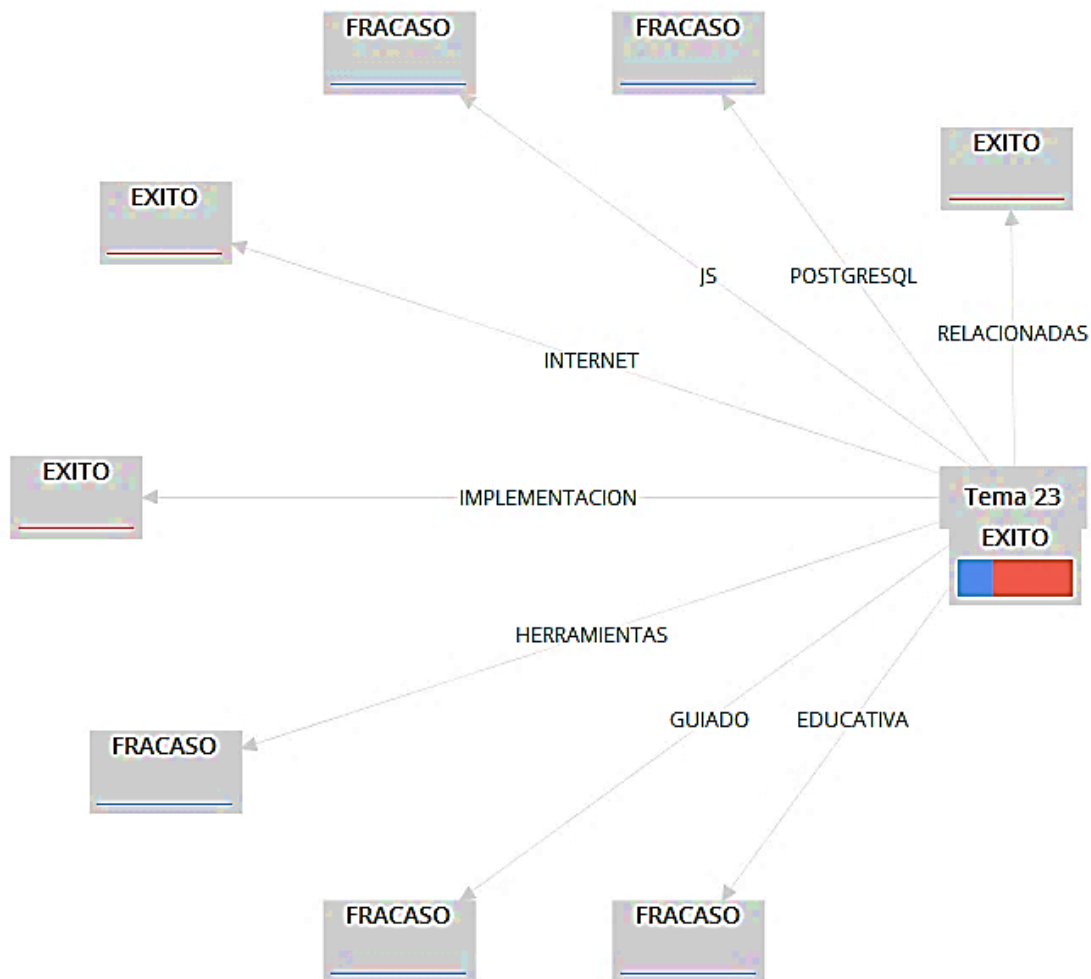 FRACASO
FRACASO
EXITO
EXITO
JS
POSTGRESQL
RELACIONADAS
INTERNET
EXITO
IMPLEMENTACION
Tema 23
EXITO
HERRAMIENTAS
GUIADO
EDUCATIVA
FRACASO
FRACASO
FRACASO